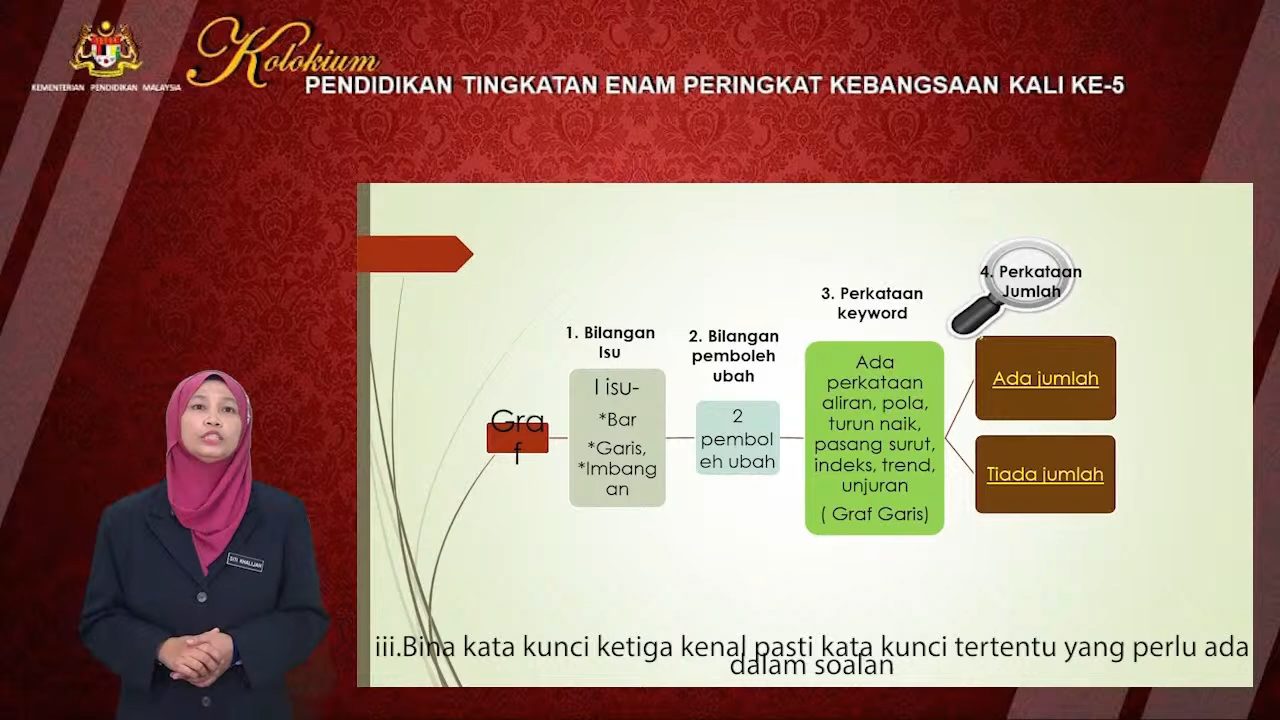 Kolokium
KEMENTERIAN PENDIDIKAN MALAYSIA
PENDIDIKAN TINGKATAN ENAM PERINGKAT KEBANGSAAN KALI KE-5
4. Perkataan
Jumlah
3. Perkataan
keyword
1. Bilangan
Isu
2. Bilangan
pemboleh
ubah
Gra
f
I isu-
*Bar
*Garis,
*Imbang
an
2
pembol
eh ubah
Ada
perkataan
aliran, pola,
turun naik,
pasang surut,
indeks, trend,
unjuran
( Graf Garis)
Ada jumlah
Tiada jumlah
SITI KHALIJAH
iii.Bina kata kunci ketiga kenal pasti kata kunci tertentu yang perlu ada
dalam soalan